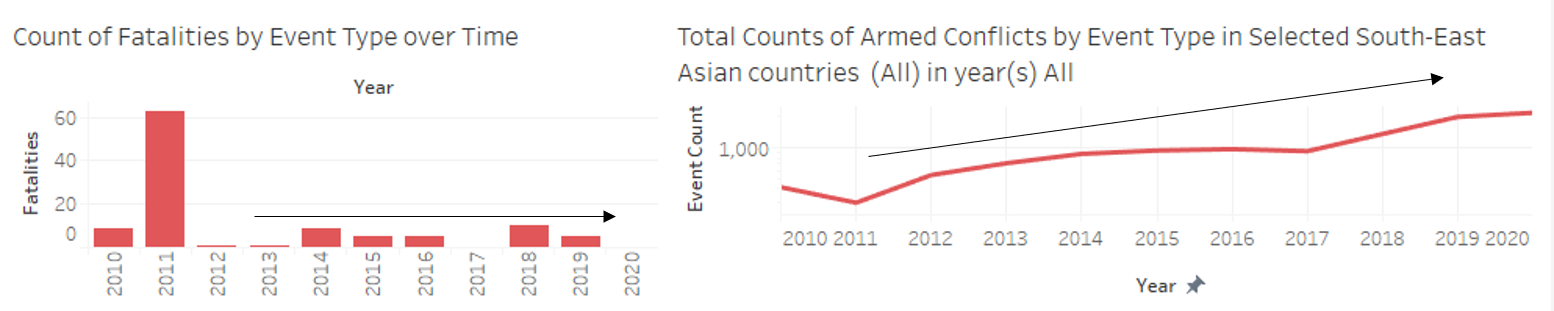 Count of Fatalities by Event Type over Time
Year
Fatalities
60
40
20
0
2010 2011 2012 2013 2014 2015 2016 2017 2018 2019 2020
Total Counts of Armed Conflicts by Event Type in Selected South-East
Asian countries (All) in year(s) All
Event Count
1,000
2010 2011 2012 2013 2014 2015 2016 2017 2018 2019 2020
Year